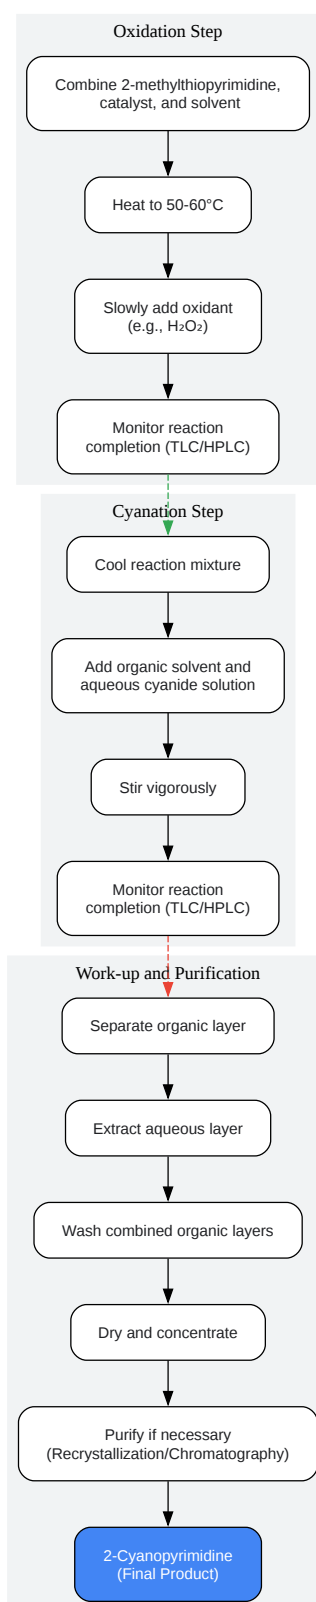 Oxidation Step
Combine 2-methylthiopyrimidine,
catalyst, and solvent
Heat to 50-60°C
Slowly add oxidant
(e.g., H₂O₂)
Monitor reaction
completion (TLC/HPLC)
Cyanation Step
Cool reaction mixture
Add organic solvent and
aqueous cyanide solution
Stir vigorously
Monitor reaction
completion (TLC/HPLC)
Work-up and Purification
Separate organic layer
Extract aqueous layer
Wash combined organic layers
Dry and concentrate
Purify if necessary
(Recrystallization/Chromatography)
2-Cyanopyrimidine
(Final Product)